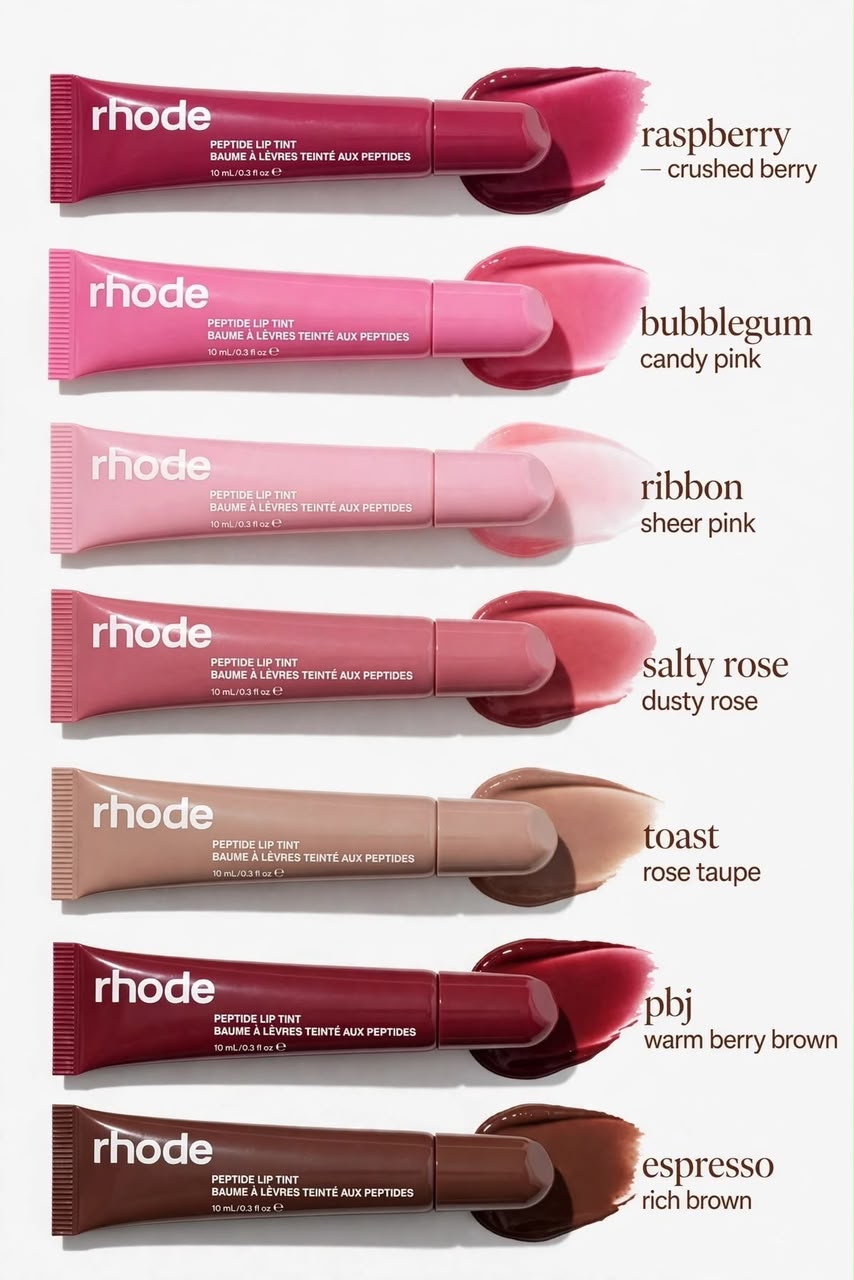 rhode
PEPTIDE LIP TINT
BAUME À LÈVRES TEINTÉ AUX PEPTIDES
10 mL/0.3 fl oz ℮
raspberry
— crushed berry
rhode
PEPTIDE LIP TINT
BAUME À LÈVRES TEINTÉ AUX PEPTIDES
10 mL/0.3 fl oz ℮
bubblegum
candy pink
rhode
PEPTIDE LIP TINT
BAUME À LÈVRES TEINTÉ AUX PEPTIDES
10 mL/0.3 fl oz ℮
ribbon
sheer pink
rhode
PEPTIDE LIP TINT
BAUME À LÈVRES TEINTÉ AUX PEPTIDES
10 mL/0.3 fl oz ℮
salty rose
dusty rose
rhode
PEPTIDE LIP TINT
BAUME À LÈVRES TEINTÉ AUX PEPTIDES
10 mL/0.3 fl oz ℮
toast
rose taupe
rhode
PEPTIDE LIP TINT
BAUME À LÈVRES TEINTÉ AUX PEPTIDES
10 mL/0.3 fl oz ℮
pbj
warm berry brown
rhode
PEPTIDE LIP TINT
BAUME À LÈVRES TEINTÉ AUX PEPTIDES
10 mL/0.3 fl oz ℮
espresso
rich brown